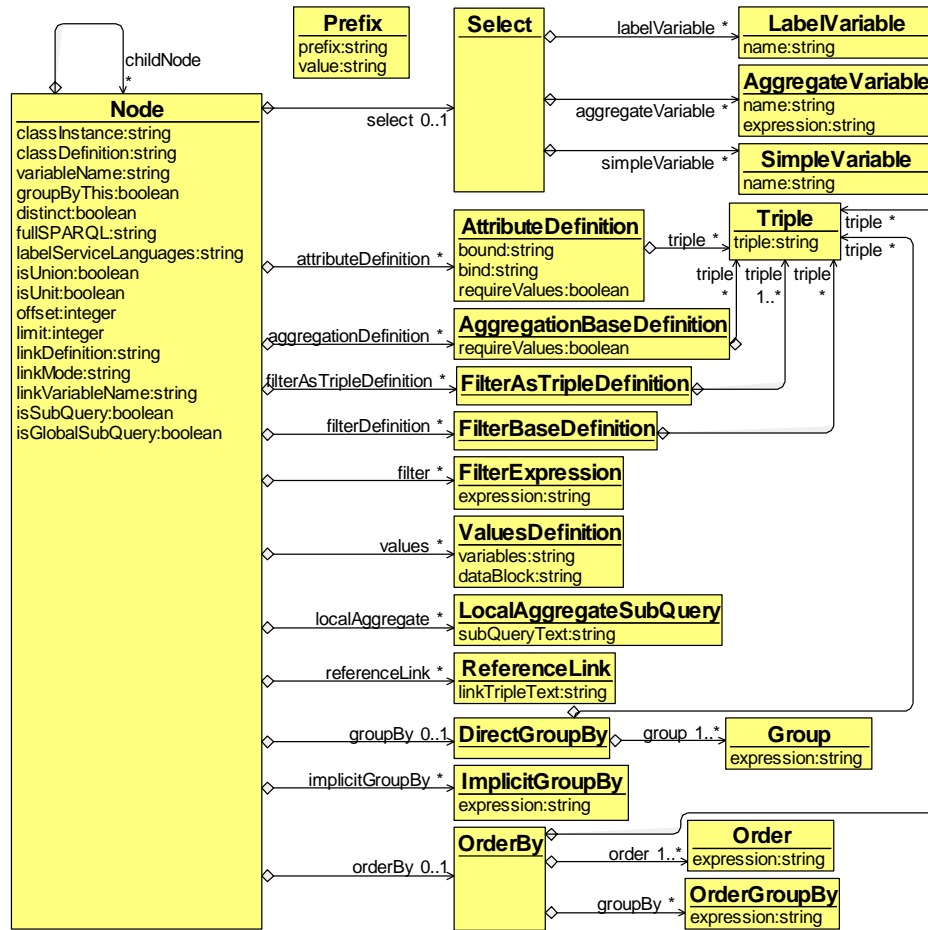 childNode
*
Node
classInstance:string
classDefinition:string
variableName:string
groupByThis:boolean
distinct:boolean
fullSPARQL:string
labelServiceLanguages:string
isUnion:boolean
isUnit:boolean
offset:integer
limit:integer
linkDefinition:string
linkMode:string
linkVariableName:string
isSubQuery:boolean
isGlobalSubQuery:boolean
Prefix
prefix:string
value:string
select 0..1
Select
labelVariable *
LabelVariable
name:string
aggregateVariable *
AggregateVariable
name:string
expression:string
simpleVariable *
SimpleVariable
name:string
attributeDefinition *
AttributeDefinition
bound:string
bind:string
requireValues:boolean
triple *
Triple
triple:string
triple *
triple *
triple
*
triple
1..*
triple
*
aggregationDefinition *
AggregationBaseDefinition
requireValues:boolean
filterAsTripleDefinition *
FilterAsTripleDefinition
filterDefinition *
FilterBaseDefinition
filter *
FilterExpression
expression:string
values *
ValuesDefinition
variables:string
dataBlock:string
localAggregate *
LocalAggregateSubQuery
subQueryText:string
referenceLink *
ReferenceLink
linkTripleText:string
groupBy 0..1
DirectGroupBy
group 1..*
Group
expression:string
implicitGroupBy *
ImplicitGroupBy
expression:string
orderBy 0..1
OrderBy
order 1..*
Order
expression:string
groupBy *
OrderGroupBy
expression:string